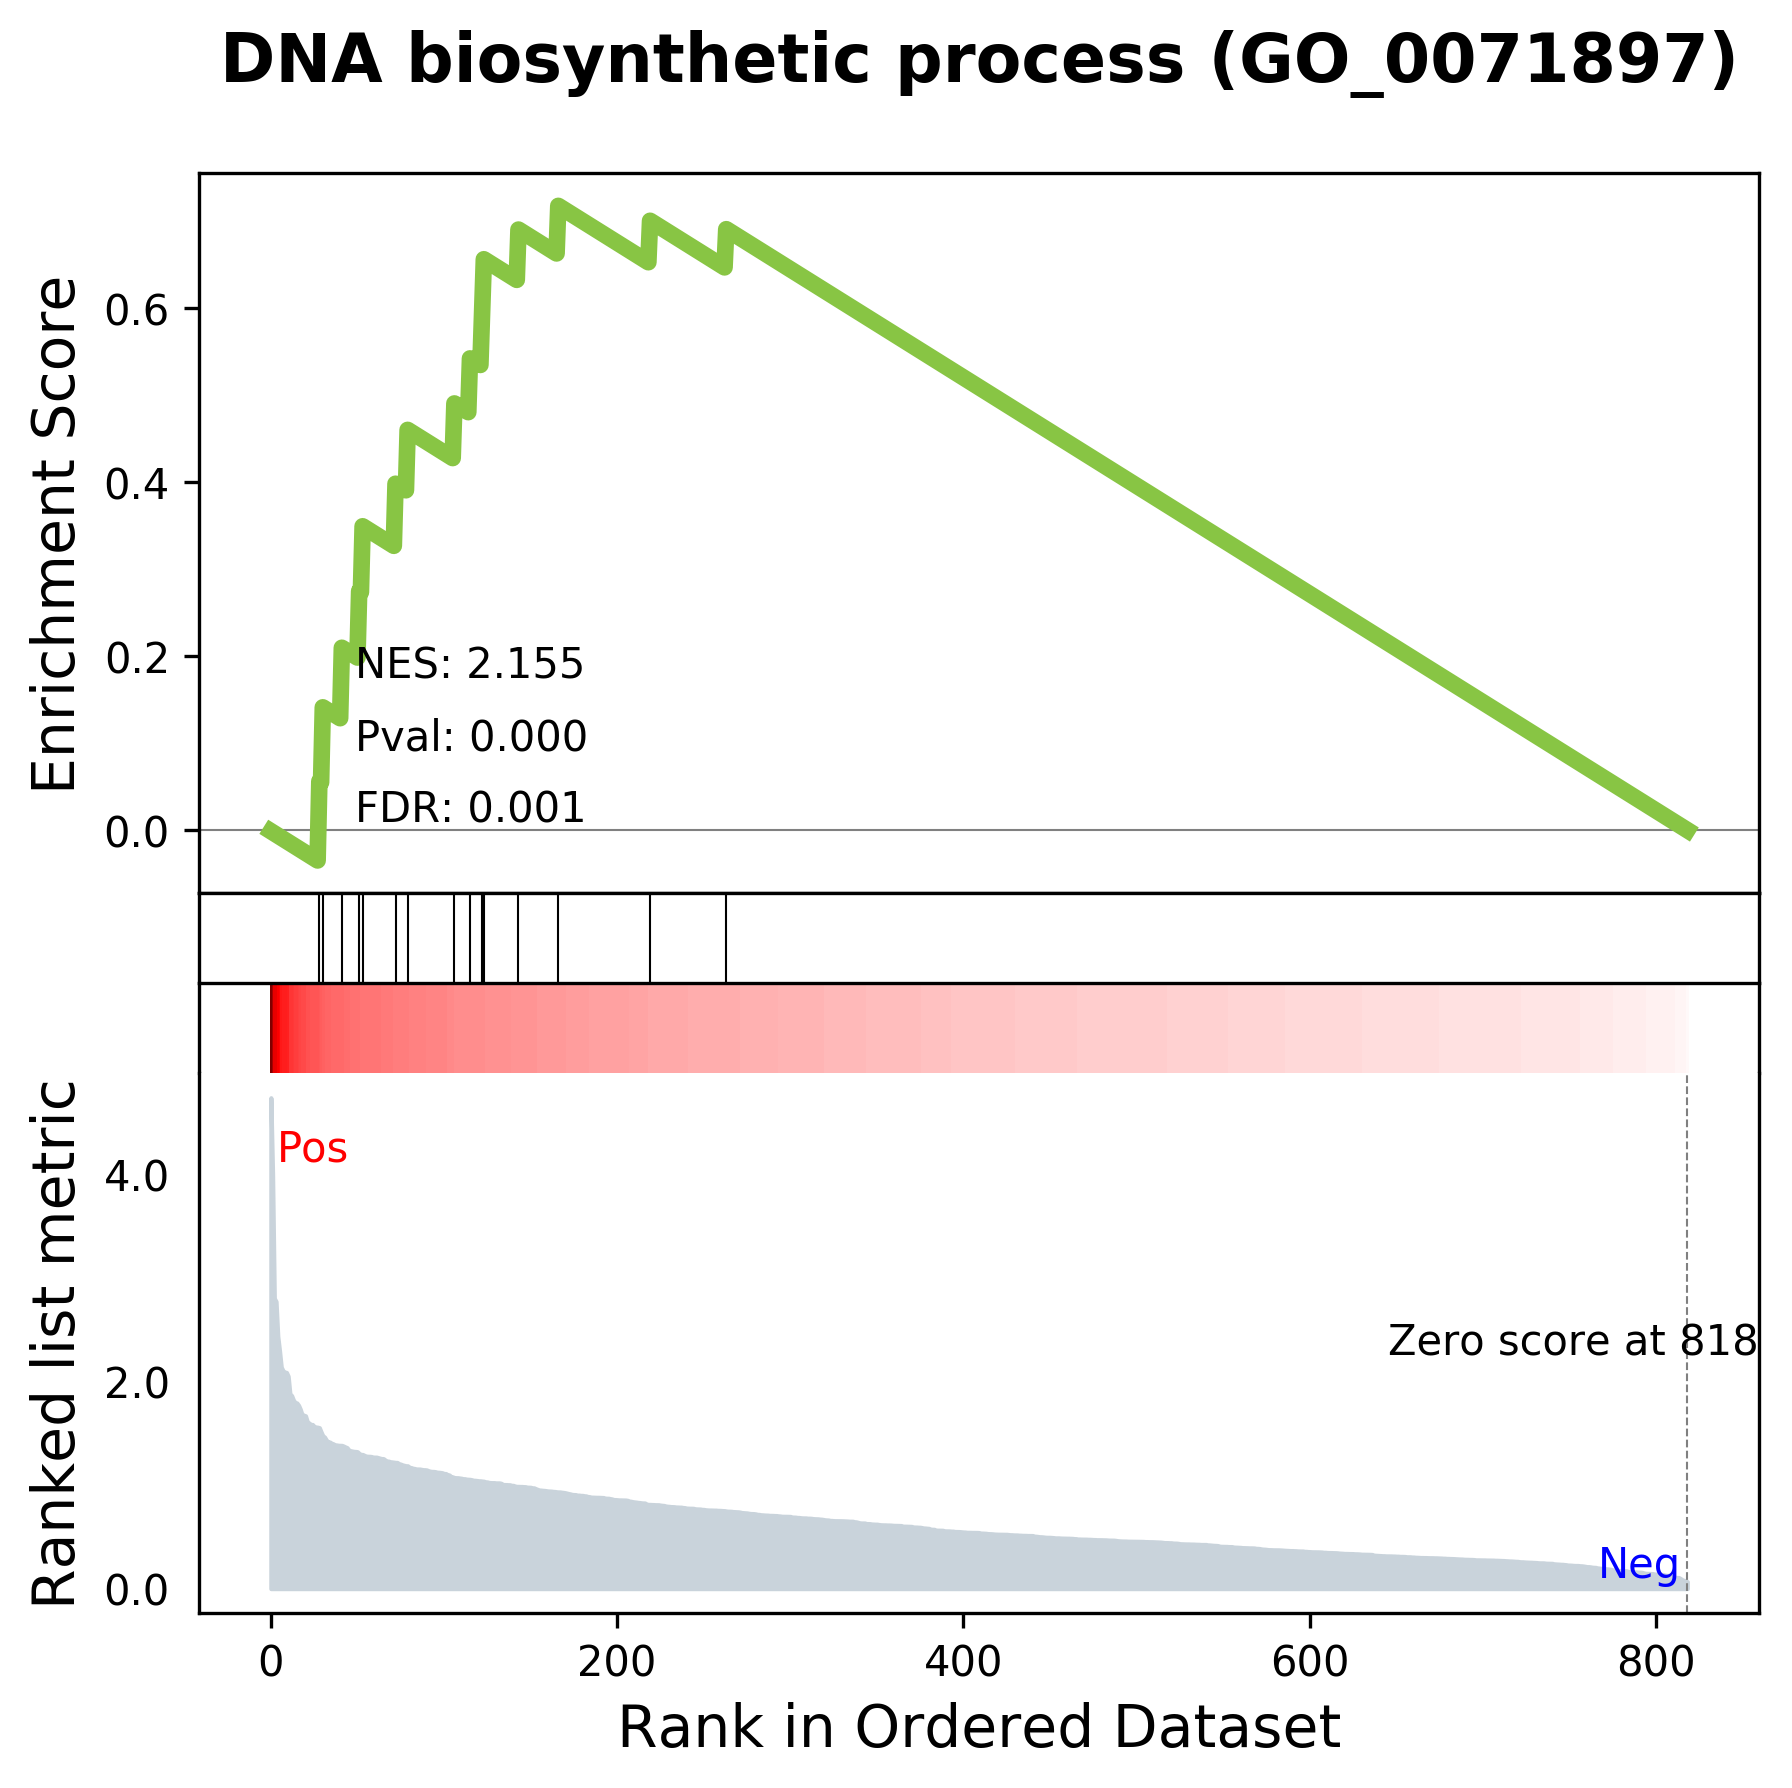 DNA biosynthetic process (GO_0071897)
Enrichment Score
0.6
0.4
0.2
0.0
NES: 2.155
Pval: 0.000
FDR: 0.001
Ranked list metric
4.0
2.0
0.0
Pos
Zero score at 818
Neg
0 200 400 600 800
Rank in Ordered Dataset